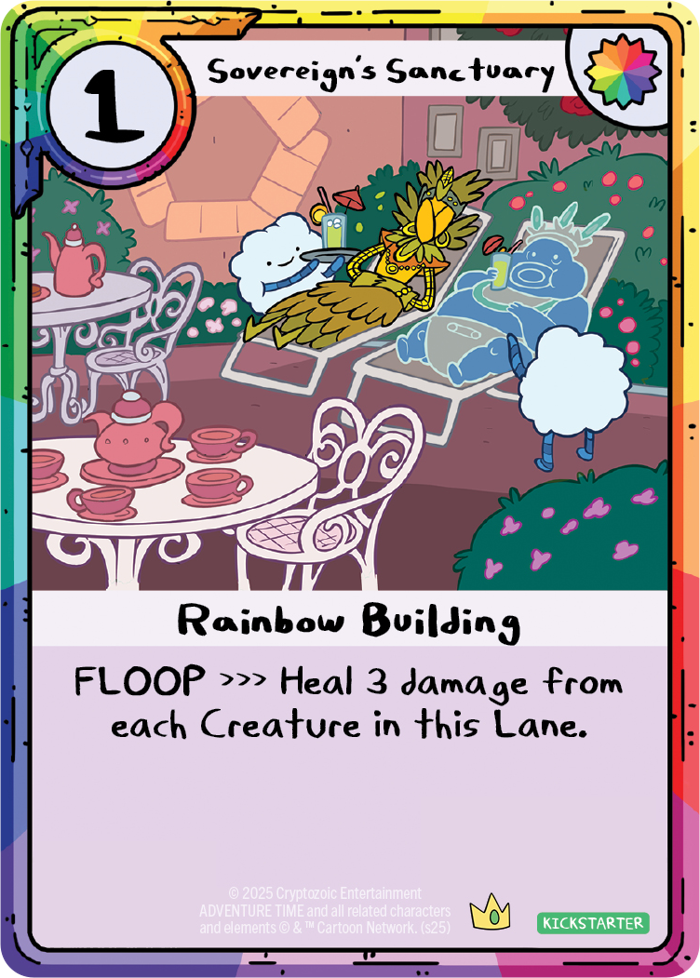 1
Sovereign's Sanctuary
Rainbow Building
FLOOP >>> Heal 3 damage from
each Creature in this Lane.
© 2025 Cryptozoic Entertainment
ADVENTURE TIME and all related characters
and elements © & ™ Cartoon Network. (s25)
KICKSTARTER